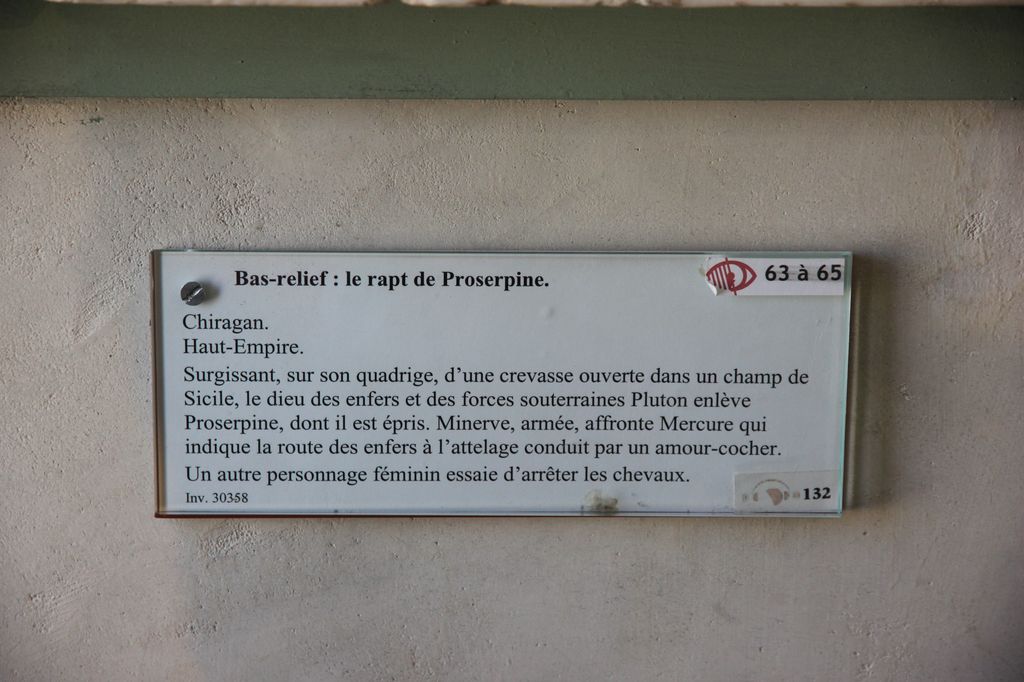 Bas-relief : le rapt de Proserpine.
63 à 65
Chiragan.
Haut-Empire.
Surgissant, sur son quadrige, d'une crevasse ouverte dans un champ de
Sicile, le dieu des enfers et des forces souterraines Pluton enlève
Proserpine, dont il est épris. Minerve, armée, affronte Mercure qui
indique la route des enfers à l'attelage conduit par un amour-cocher.
Un autre personnage féminin essaie d'arrêter les chevaux.
Inv. 30358
132